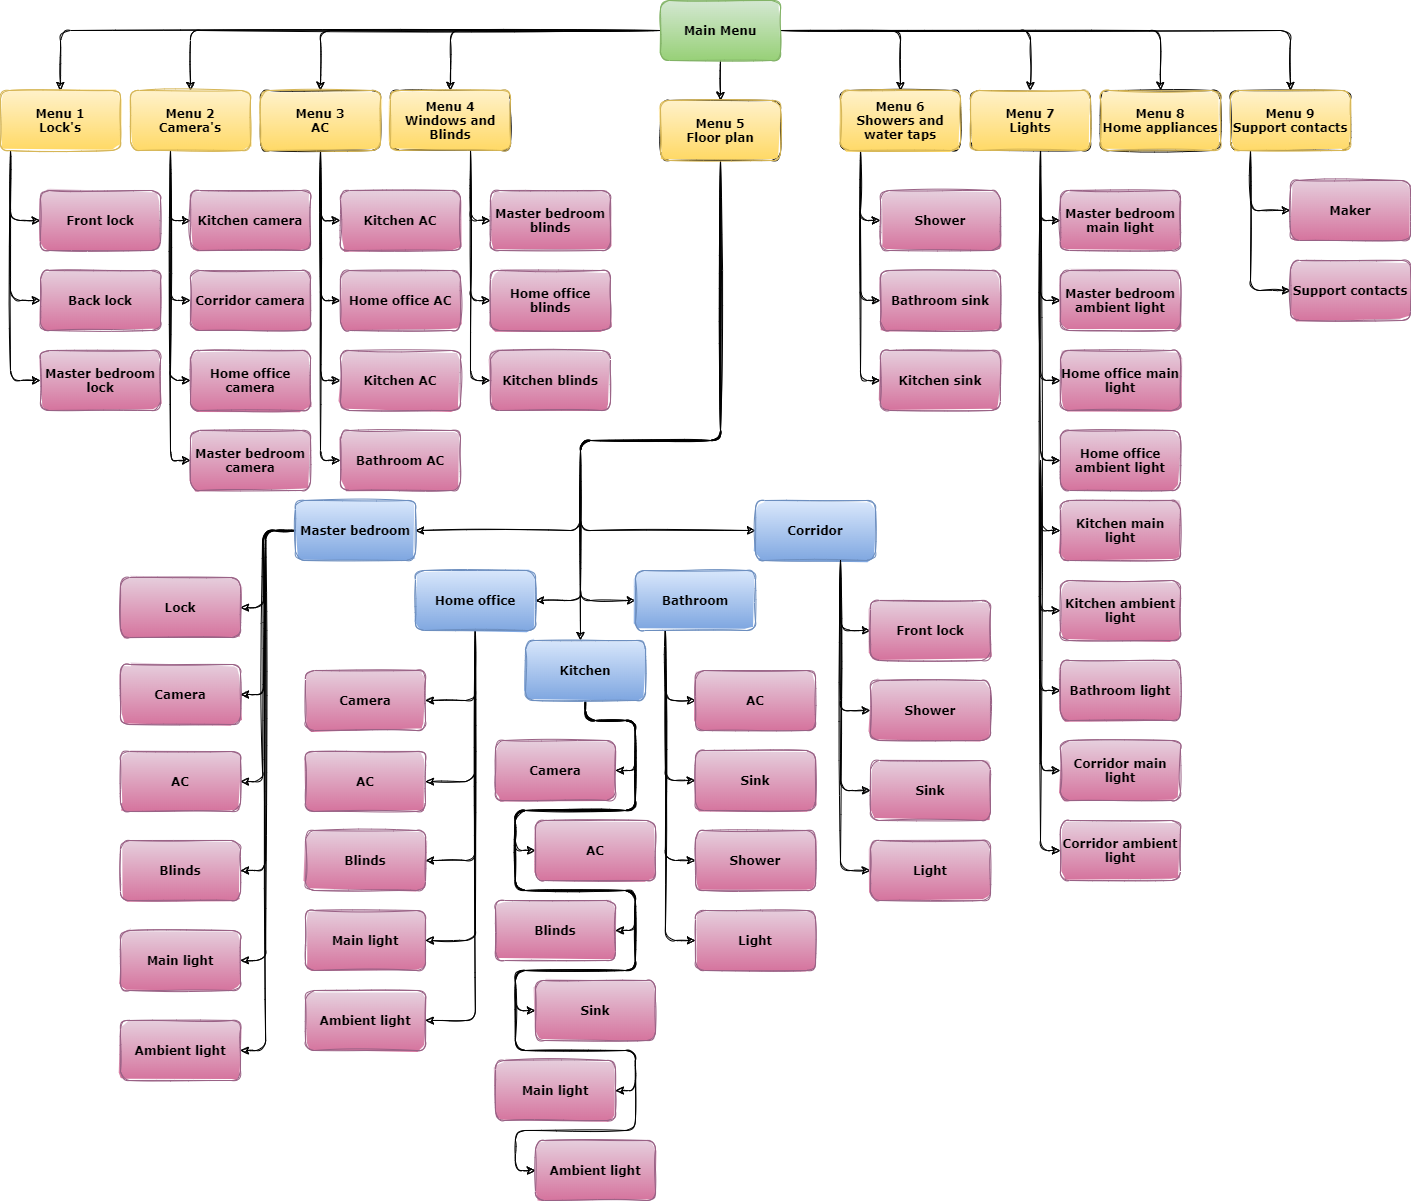 Main Menu
Menu 1
Lock's
Menu 2
Camera's
Menu 3
AC
Menu 4
Windows and
Blinds
Menu 5
Floor plan
Menu 6
Showers and
water taps
Menu 7
Lights
Menu 8
Home appliances
Menu 9
Support contacts
Front lock
Back lock
Master bedroom
lock
Kitchen camera
Corridor camera
Home office
camera
Master bedroom
camera
Kitchen AC
Home office AC
Kitchen AC
Bathroom AC
Master bedroom
blinds
Home office
blinds
Kitchen blinds
Shower
Bathroom sink
Kitchen sink
Master bedroom
main light
Master bedroom
ambient light
Home office main
light
Home office
ambient light
Kitchen main
light
Kitchen ambient
light
Bathroom light
Corridor main
light
Corridor ambient
light
Maker
Support contacts
Master bedroom
Lock
Camera
AC
Blinds
Main light
Ambient light
Home office
Camera
AC
Blinds
Main light
Ambient light
Kitchen
Camera
AC
Blinds
Sink
Main light
Ambient light
Bathroom
AC
Sink
Shower
Light
Corridor
Front lock
Shower
Sink
Light